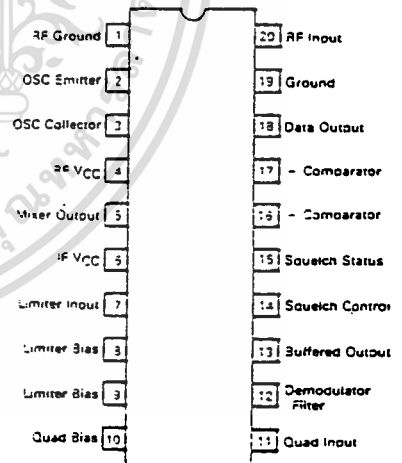 RF Ground 1
OSC Emitter 2
OSC Collector 3
RF VCC 4
Mixer Output 5
IF VCC 6
Limiter Input 7
Limiter Bias 8
Limiter Bias 9
Quad Bias 10
20 RF Input
19 Ground
18 Data Output
17 - Comparator
16 - Comparator
15 Squelch Status
14 Squelch Control
13 Buffered Output
12 Demodulator
Filter
11 Quad Input